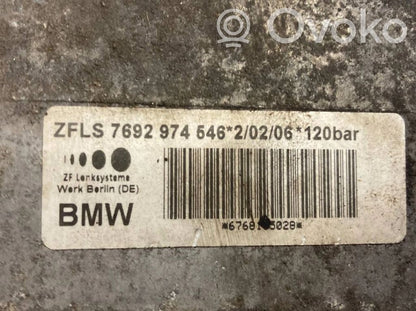 Ovoko
ZFLS 7692 974 546*2/02/06*120bar
ZF Lenksysteme
Werk Berlin (DE)
BMW